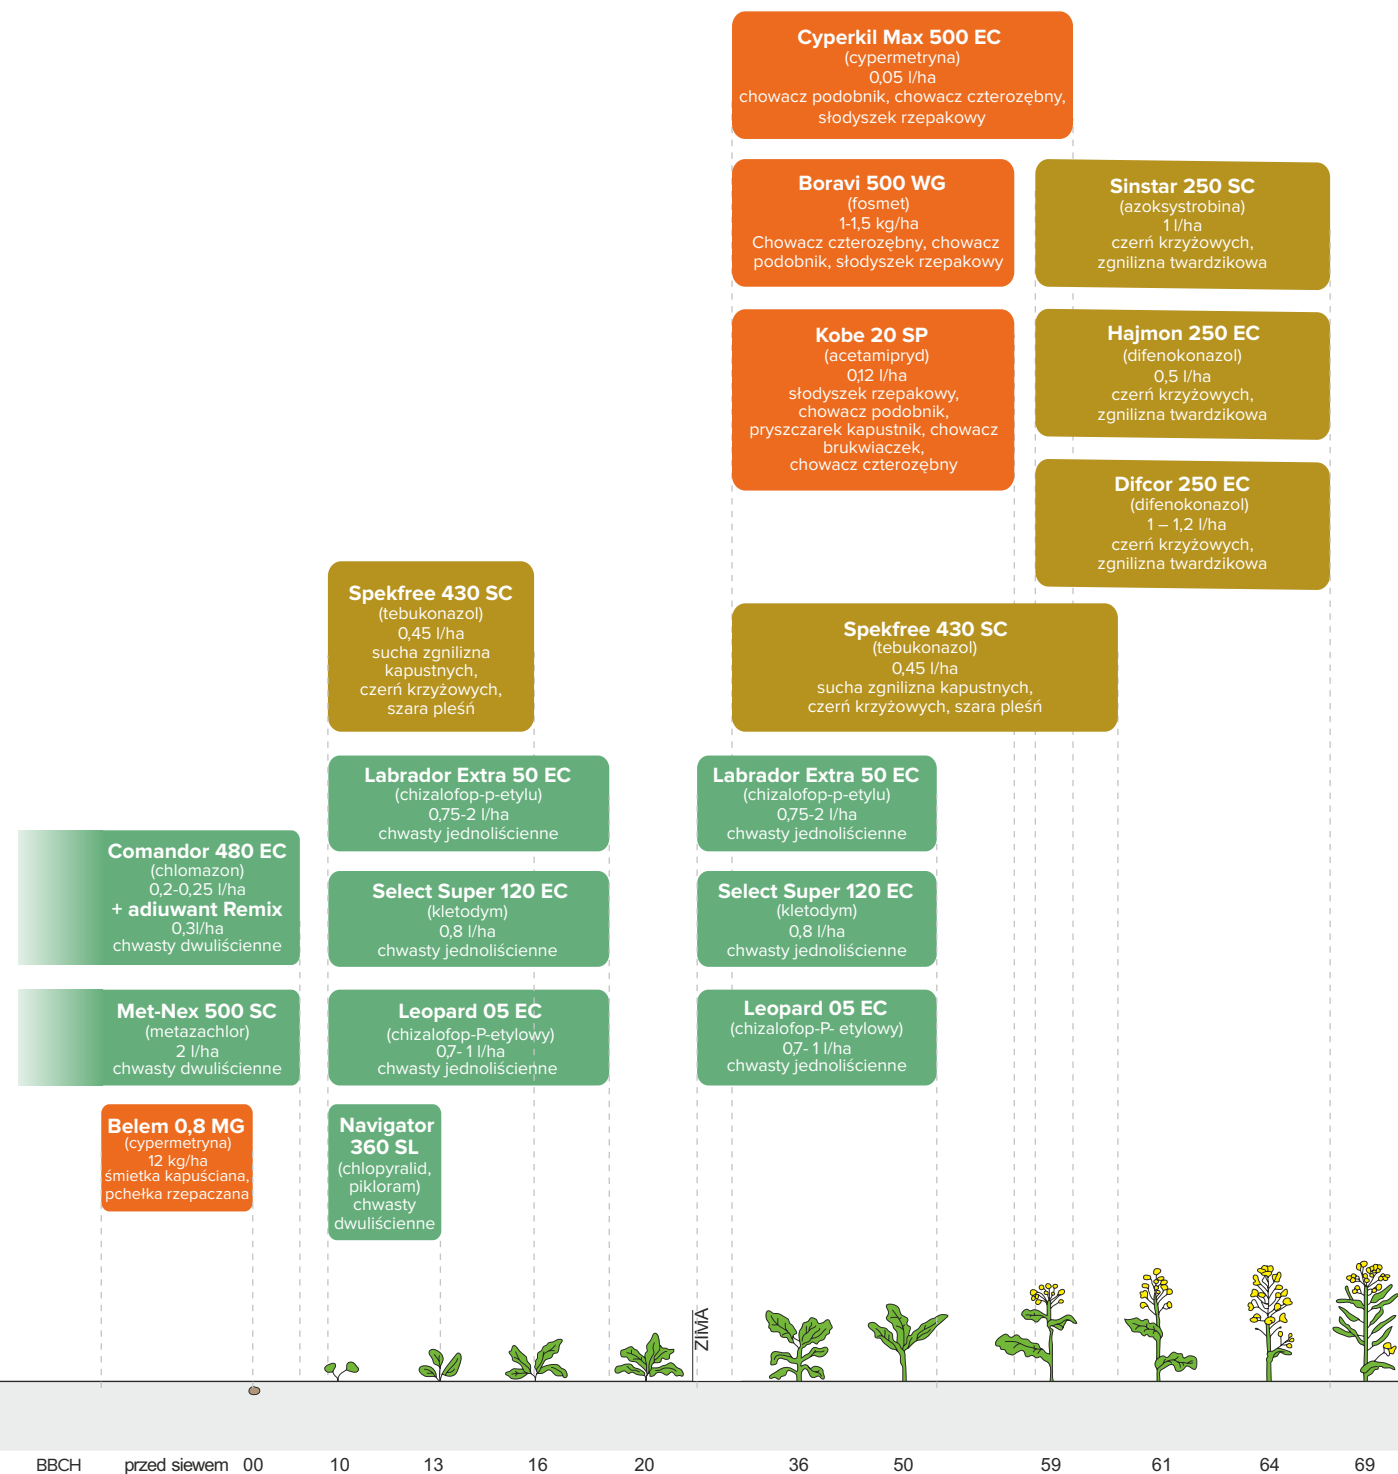 Cyperkil Max 500 EC
(cypermetryna)
0,05 l/ha
chowacz podobnik, chowacz czterozębny,
słodyszek rzepakowy
Boravi 500 WG
(fosmet)
1-1,5 kg/ha
Chowacz czterozębny, chowacz
podobnik, słodyszek rzepakowy
Sinstar 250 SC
(azoksystrobina)
1 l/ha
czerń krzyżowych,
zgnilizna twardzikowa
Kobe 20 SP
(acetamipryd)
0,12 l/ha
słodyszek rzepakowy,
chowacz podobnik,
pryszczarek kapustnik, chowacz
brukwiaczek,
chowacz czterozębny
Hajmon 250 EC
(difenokonazol)
0,5 l/ha
czerń krzyżowych,
zgnilizna twardzikowa
Difcor 250 EC
(difenokonazol)
1 – 1,2 l/ha
czerń krzyżowych,
zgnilizna twardzikowa
Spekfree 430 SC
(tebukonazol)
0,45 l/ha
sucha zgnilizna
kapustnych,
czerń krzyżowych,
szara pleśń
Spekfree 430 SC
(tebukonazol)
0,45 l/ha
sucha zgnilizna kapustnych,
czerń krzyżowych, szara pleśń
Labrador Extra 50 EC
(chizalofop-p-etylu)
0,75-2 l/ha
chwasty jednoliścienne
Labrador Extra 50 EC
(chizalofop-p-etylu)
0,75-2 l/ha
chwasty jednoliścienne
Comandor 480 EC
(chlomazon)
0,2-0,25 l/ha
+ adiuwant Remix
0,3l/ha
chwasty dwuliścienne
Select Super 120 EC
(kletodym)
0,8 l/ha
chwasty jednoliścienne
Select Super 120 EC
(kletodym)
0,8 l/ha
chwasty jednoliścienne
Met-Nex 500 SC
(metazachlor)
2 l/ha
chwasty dwuliścienne
Leopard 05 EC
(chizalofop-P-etylowy)
0,7- 1 l/ha
chwasty jednoliścienne
Leopard 05 EC
(chizalofop-P- etylowy)
0,7- 1 l/ha
chwasty jednoliścienne
Belem 0,8 MG
(cypermetryna)
12 kg/ha
śmietka kapuściana,
pchełka rzepaczana
Navigator
360 SL
(chlopyralid,
pikloram)
chwasty
dwuliścienne
ZIMA
BBCH przed siewem 00 10 13 16 20 36 50 59 61 64 69